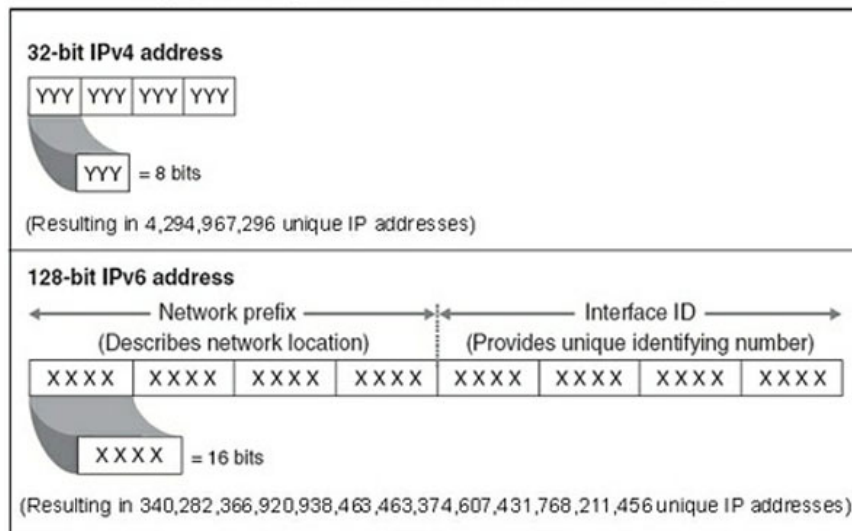 32-bit IPv4 address
YYY YYY YYY YYY
YYY = 8 bits
(Resulting in 4,294,967,296 unique IP addresses)
128-bit IPv6 address
Network prefix Interface ID
(Describes network location) (Provides unique identifying number)
XXXX XXXX XXXX XXXX XXXX XXXX XXXX XXXX
XXXX = 16 bits
(Resulting in 340,282,366,920,938,463,463,374,607,431,768,211,456 unique IP addresses)